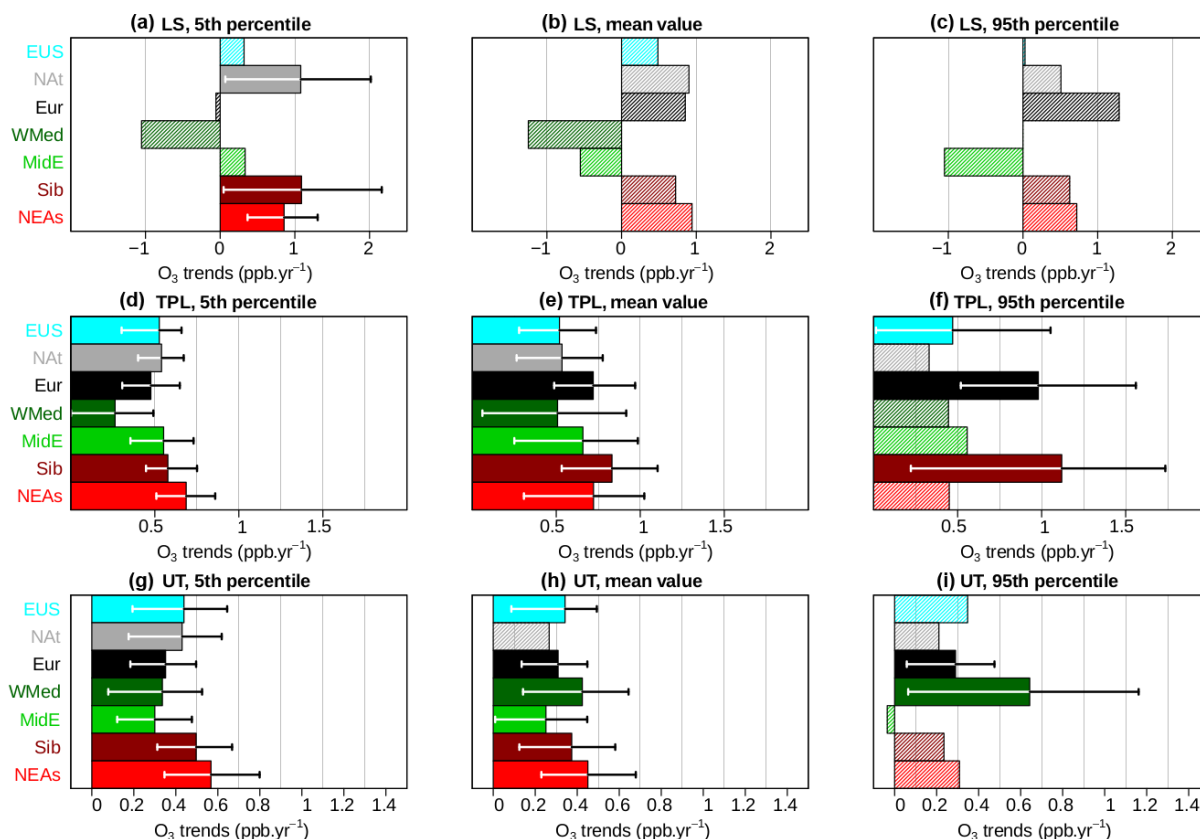 (a) LS, 5th percentile
(b) LS, mean value
(c) LS, 95th percentile
EUS
NAt
Eur
WMed
MidE
Sib
NEAs
−1 0 1 2
−1 0 1 2
−1 0 1 2
O₃ trends (ppb.yr⁻¹)
O₃ trends (ppb.yr⁻¹)
O₃ trends (ppb.yr⁻¹)
(d) TPL, 5th percentile
(e) TPL, mean value
(f) TPL, 95th percentile
EUS
NAt
Eur
WMed
MidE
Sib
NEAs
0.5 1 1.5
0.5 1 1.5
0.5 1 1.5
O₃ trends (ppb.yr⁻¹)
O₃ trends (ppb.yr⁻¹)
O₃ trends (ppb.yr⁻¹)
(g) UT, 5th percentile
(h) UT, mean value
(i) UT, 95th percentile
EUS
NAt
Eur
WMed
MidE
Sib
NEAs
0 0.2 0.4 0.6 0.8 1 1.2 1.4
0 0.2 0.4 0.6 0.8 1 1.2 1.4
0 0.2 0.4 0.6 0.8 1 1.2 1.4
O₃ trends (ppb.yr⁻¹)
O₃ trends (ppb.yr⁻¹)
O₃ trends (ppb.yr⁻¹)